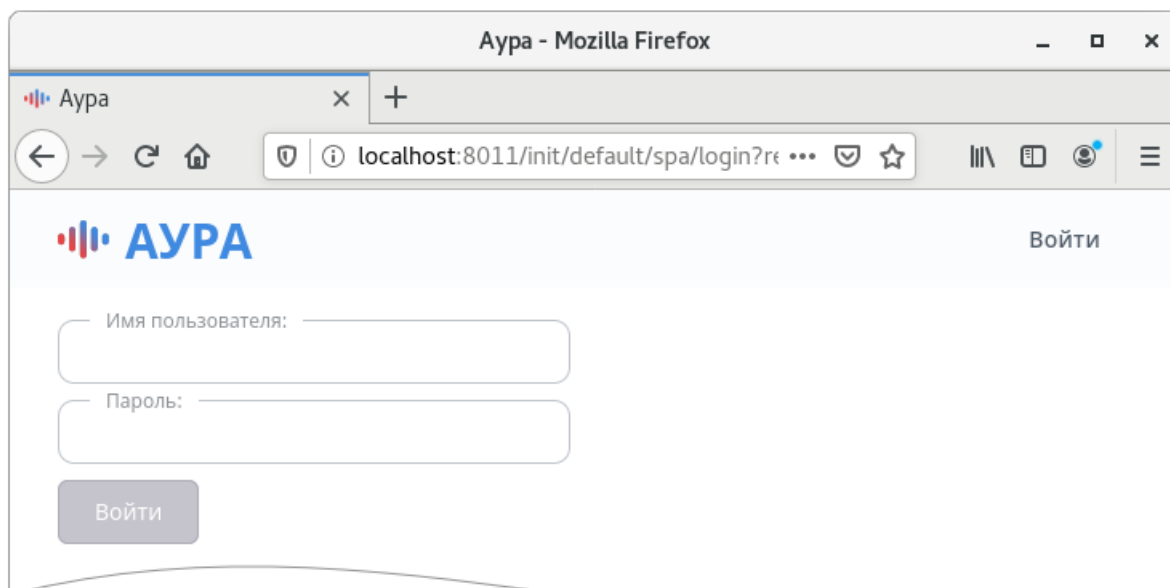 Аура - Mozilla Firefox
Аура
localhost:8011/init/default/spa/login?re
АУРА
Войти
Имя пользователя:
Пароль:
Войти